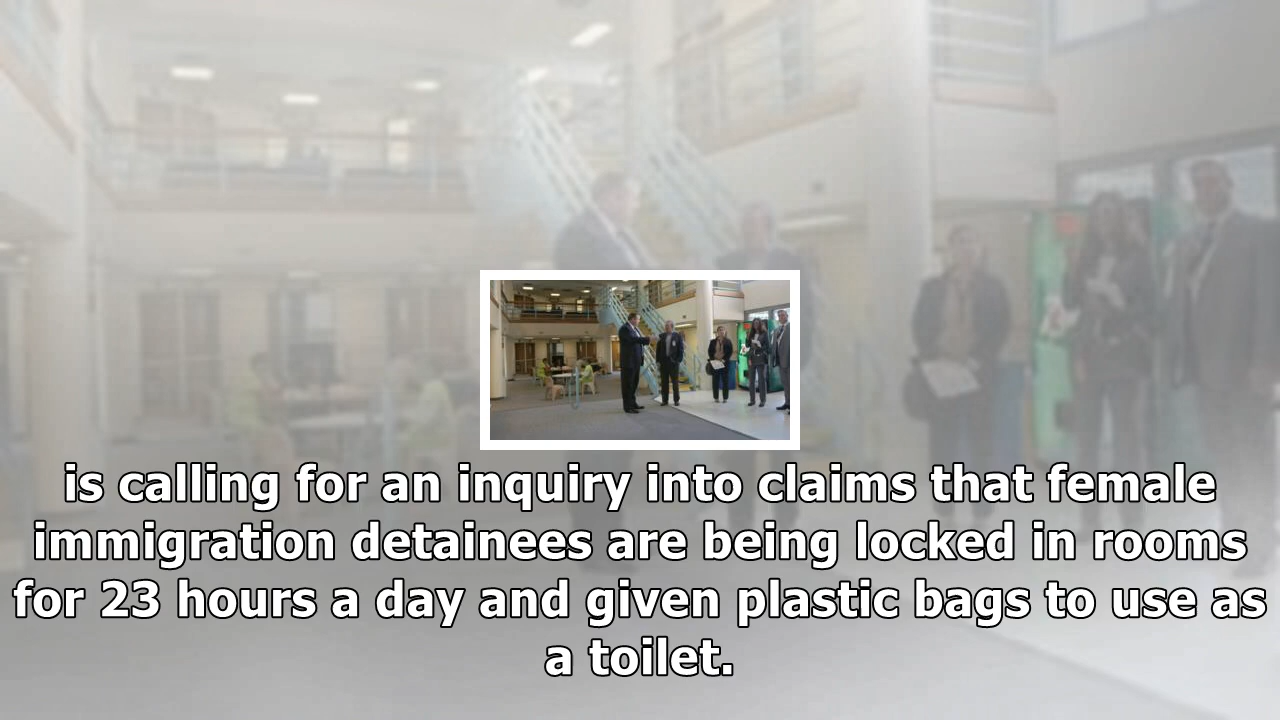 is calling for an inquiry into claims that female
immigration detainees are being locked in rooms
for 23 hours a day and given plastic bags to use as
a toilet.